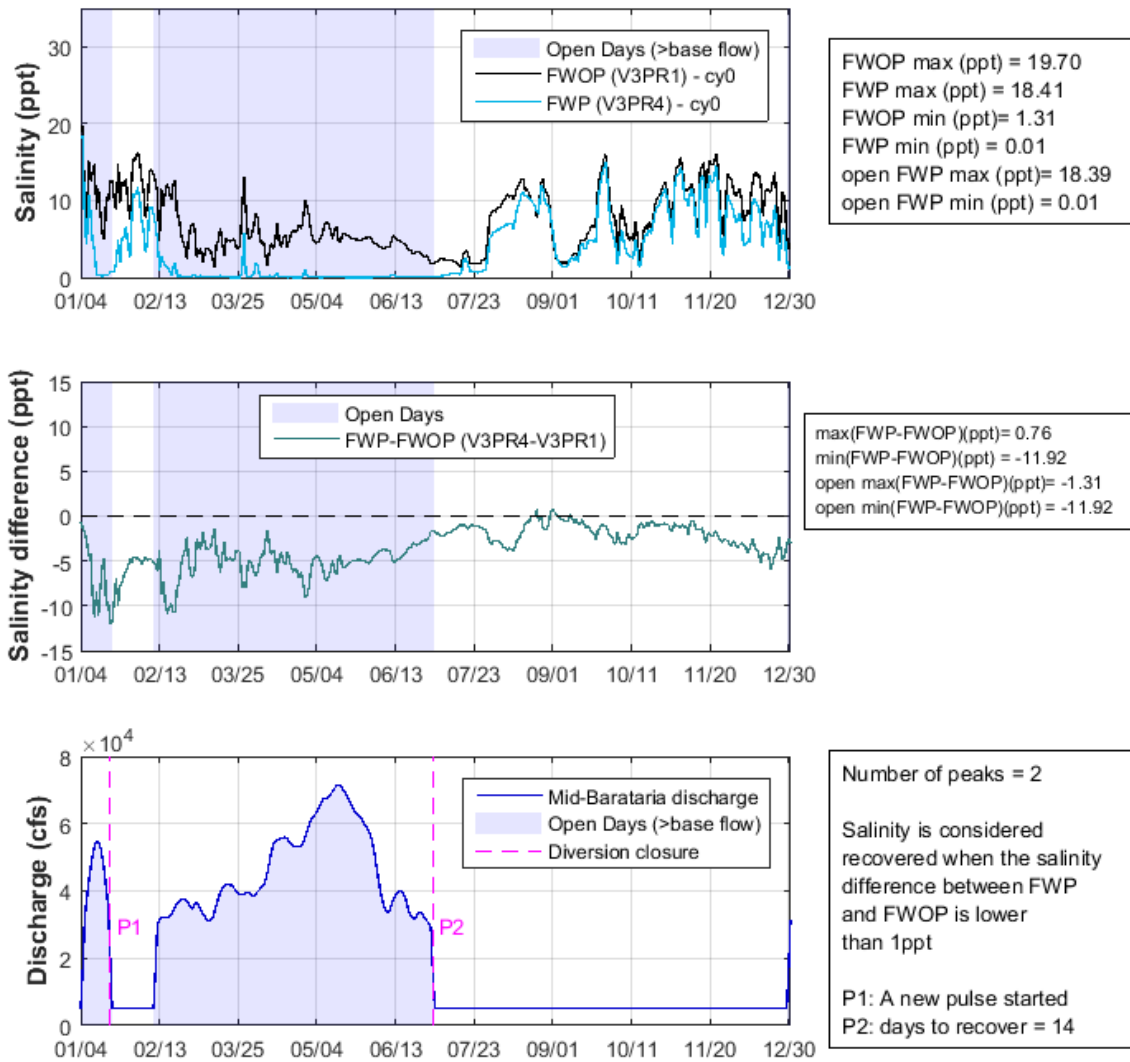 Salinity (ppt)
35
30
20
10
0
Open Days (>base flow)
FWOP (V3PR1) - cy0
FWP (V3PR4) - cy0
01/04 02/13 03/25 05/04 06/13 07/23 09/01 10/11 11/20 12/30
FWOP max (ppt) = 19.70
FWP max (ppt) = 18.41
FWOP min (ppt)= 1.31
FWP min (ppt) = 0.01
open FWP max (ppt)= 18.39
open FWP min (ppt) = 0.01
Salinity difference (ppt)
15
10
5
0
-5
-10
-15
Open Days
FWP-FWOP (V3PR4-V3PR1)
01/04 02/13 03/25 05/04 06/13 07/23 09/01 10/11 11/20 12/30
max(FWP-FWOP)(ppt)= 0.76
min(FWP-FWOP)(ppt) = -11.92
open max(FWP-FWOP)(ppt)= -1.31
open min(FWP-FWOP)(ppt) = -11.92
Discharge (cfs)
×10⁴
8
6
4
2
0
Mid-Barataria discharge
Open Days (>base flow)
Diversion closure
P1
P2
01/04 02/13 03/25 05/04 06/13 07/23 09/01 10/11 11/20 12/30
Number of peaks = 2
Salinity is considered
recovered when the salinity
difference between FWP
and FWOP is lower
than 1ppt
P1: A new pulse started
P2: days to recover = 14